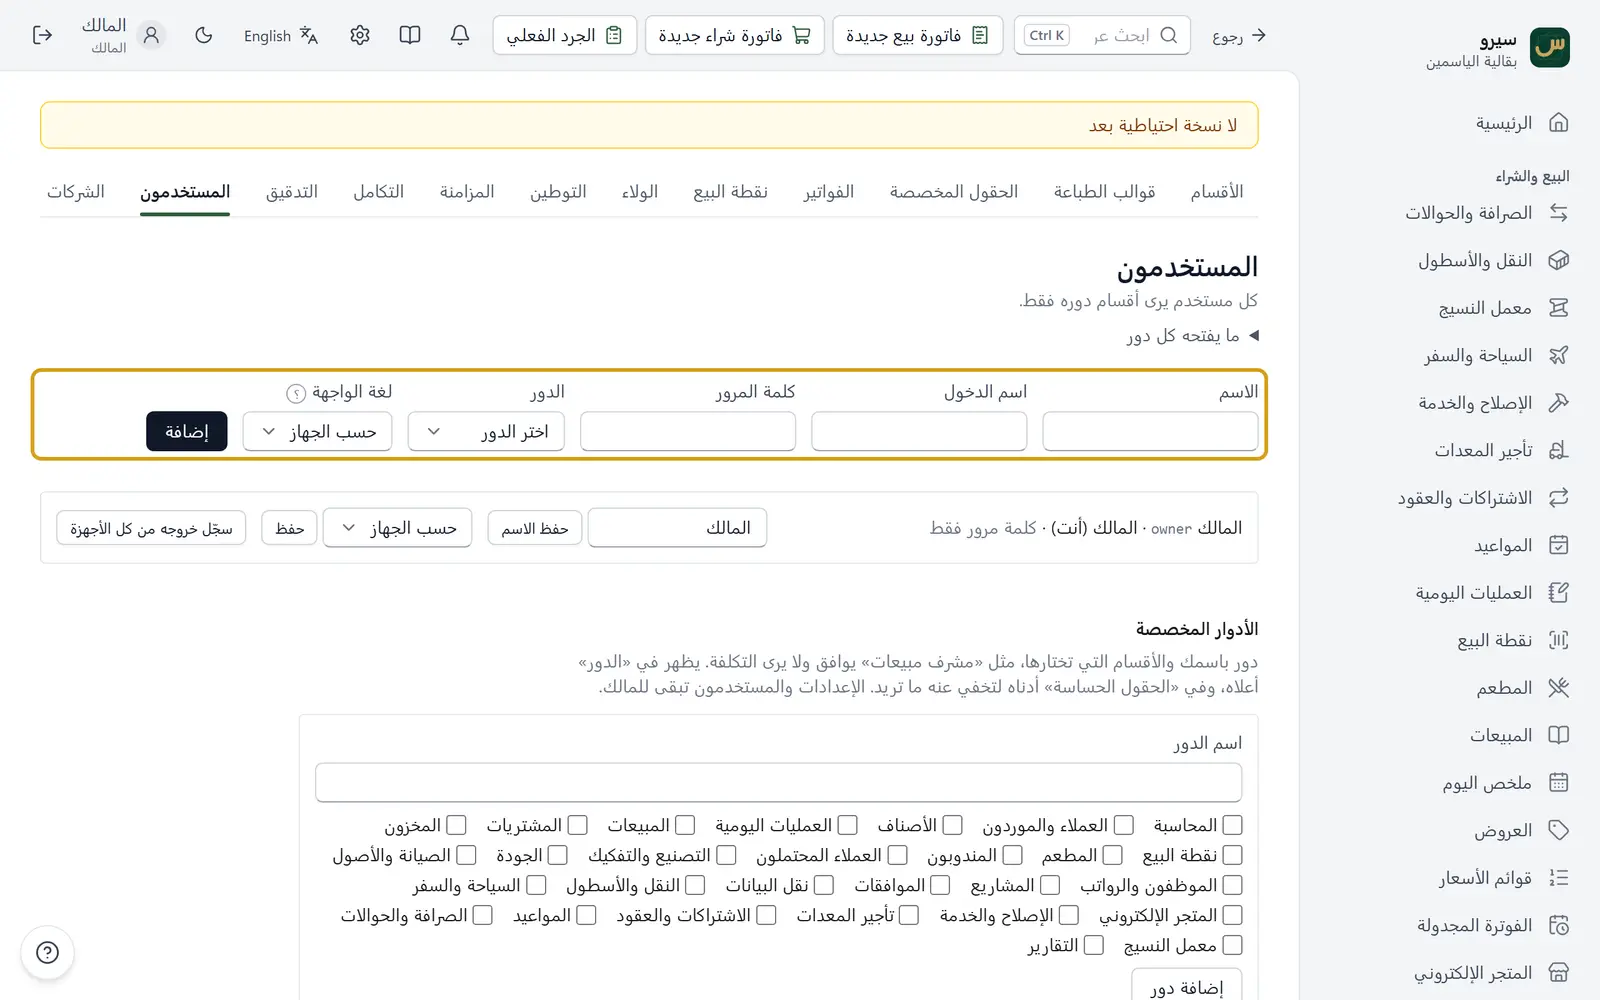 س
سيرو
بقالية الياسمين
رجوع
ابحث عر
Ctrl K
فاتورة بيع جديدة
فاتورة شراء جديدة
الجرد الفعلي
English
المالك
المالك
الرئيسية
البيع والشراء
الصرافة والحوالات
النقل والأسطول
معمل النسيج
السياحة والسفر
الإصلاح والخدمة
تأجير المعدات
الاشتراكات والعقود
المواعيد
العمليات اليومية
نقطة البيع
المطعم
المبيعات
ملخص اليوم
العروض
قوائم الأسعار
الفوترة المجدولة
المتجر الإلكتروني
لا نسخة احتياطية بعد
الأقسام قوالب الطباعة الحقول المخصصة الفواتير نقطة البيع الولاء التوطين المزامنة التكامل التدقيق المستخدمون الشركات
المستخدمون
كل مستخدم يرى أقسام دوره فقط.
ما يفتحه كل دور
الاسم اسم الدخول كلمة المرور الدور لغة الواجهة ؟
اختر الدور حسب الجهاز إضافة
المالك owner · المالك (أنت) · كلمة مرور فقط المالك حفظ الاسم حسب الجهاز حفظ سجّل خروجه من كل الأجهزة
الأدوار المخصصة
دور باسمك والأقسام التي تختارها، مثل «مشرف مبيعات» يوافق ولا يرى التكلفة. يظهر في «الدور»
أعلاه، وفي «الحقول الحساسة» أدناه لتخفي عنه ما تريد. الإعدادات والمستخدمون تبقى للمالك.
اسم الدور
المحاسبة العملاء والموردون الأصناف العمليات اليومية المبيعات المشتريات المخزون
نقطة البيع المطعم المندوبون العملاء المحتملون التصنيع والتفكيك الجودة الصيانة والأصول
الموظفون والرواتب المشاريع الموافقات نقل البيانات النقل والأسطول السياحة والسفر
المتجر الإلكتروني الإصلاح والخدمة تأجير المعدات الاشتراكات والعقود المواعيد الصرافة والحوالات
معمل النسيج التقارير
إضافة دور